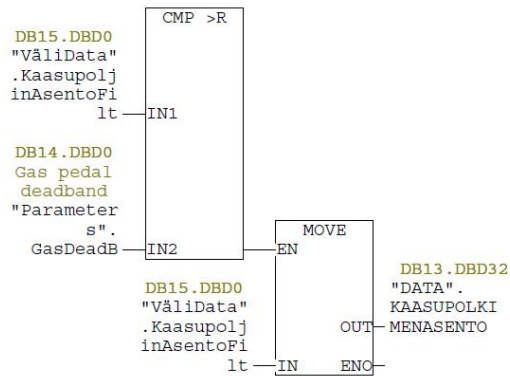 CMP >R
DB15.DBD0
"VäliData"
.Kaasupolj
inAsentoFi
lt
IN1
DB14.DBD0
Gas pedal
deadband
"Parameter
s".
GasDeadB
IN2
MOVE
EN
DB15.DBD0
"VäliData"
.Kaasupolj
inAsentoFi
lt
IN
DB13.DBD32
"DATA".
KAASUPOLKI
MENASENTO
OUT
ENO